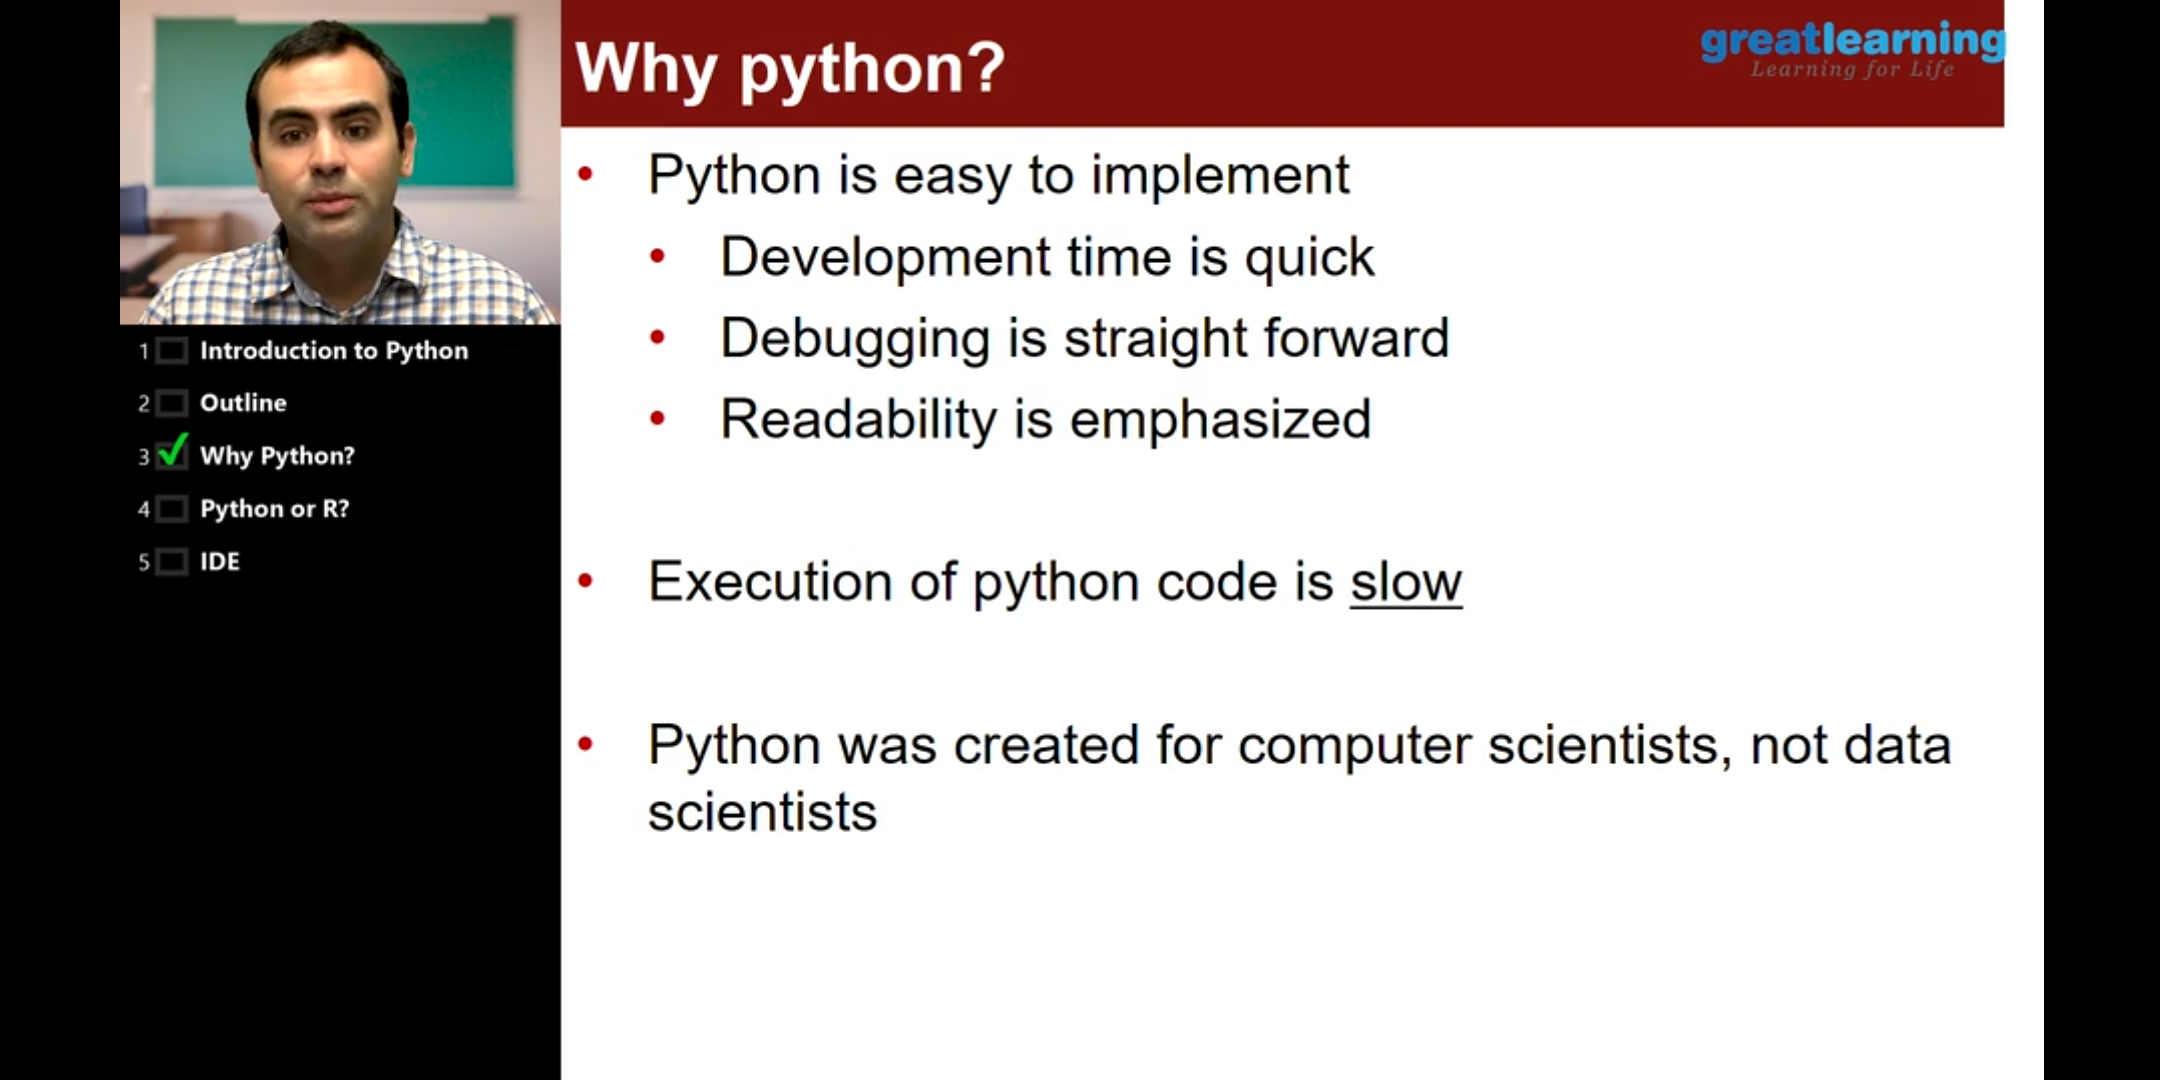 Why python?
greatlearning
Learning for Life
• Python is easy to implement
• Development time is quick
• Debugging is straight forward
• Readability is emphasized
• Execution of python code is slow
• Python was created for computer scientists, not data
scientists
1 Introduction to Python
2 Outline
3 ✓ Why Python?
4 Python or R?
5 IDE